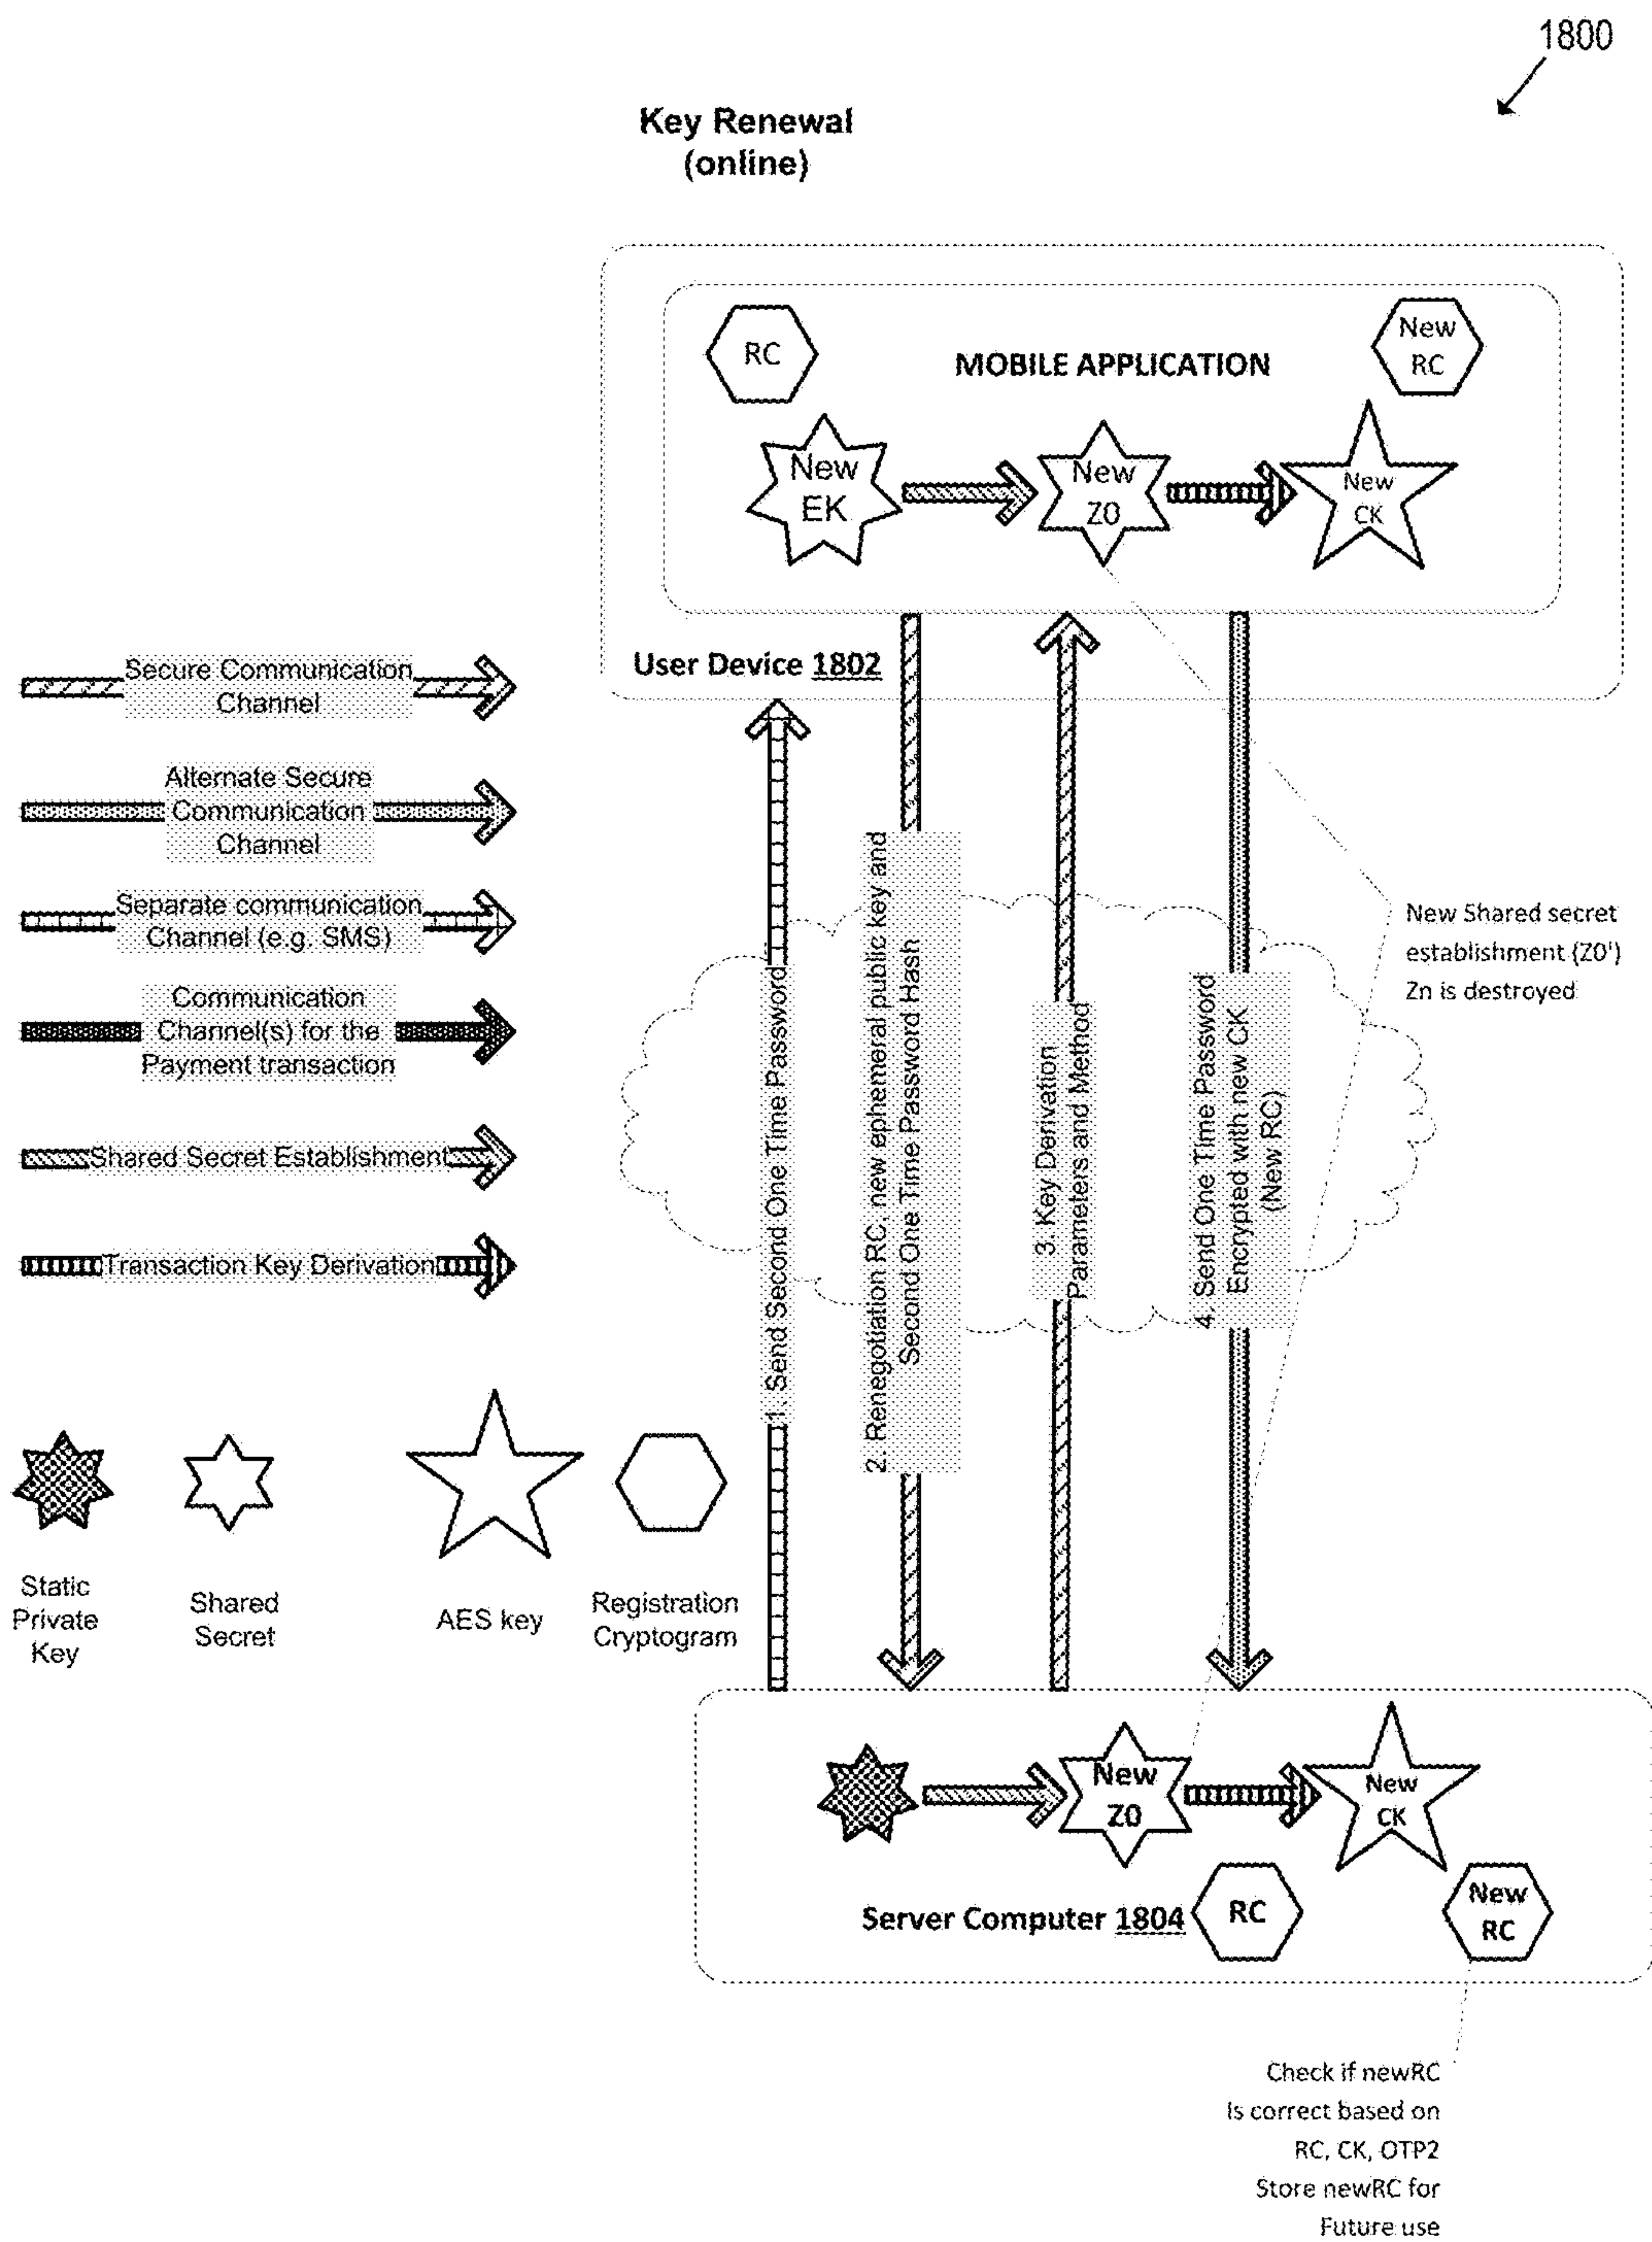 1800
Key Renewal
(online)
RC
MOBILE APPLICATION
New
RC
New
EK
New
Z0
New
CK
User Device 1802
Secure Communication
Channel
Alternate Secure
Communication
Channel
Separate communication
Channel (e.g. SMS)
Communication
Channel(s) for the
Payment transaction
Shared Secret Establishment
Transaction Key Derivation
1. Send Second One Time Password
2. Renegotiation RC, new ephemeral public key and
Second One Time Password Hash
3. Key Derivation
Parameters and Method
4. Send One Time Password
Encrypted with new CK
(New RC)
New Shared secret
establishment (Z0')
Zn is destroyed
Static
Private
Key
Shared
Secret
AES key
Registration
Cryptogram
New
Z0
New
CK
Server Computer 1804
RC
New
RC
Check if newRC
Is correct based on
RC, CK, OTP2
Store newRC for
Future use